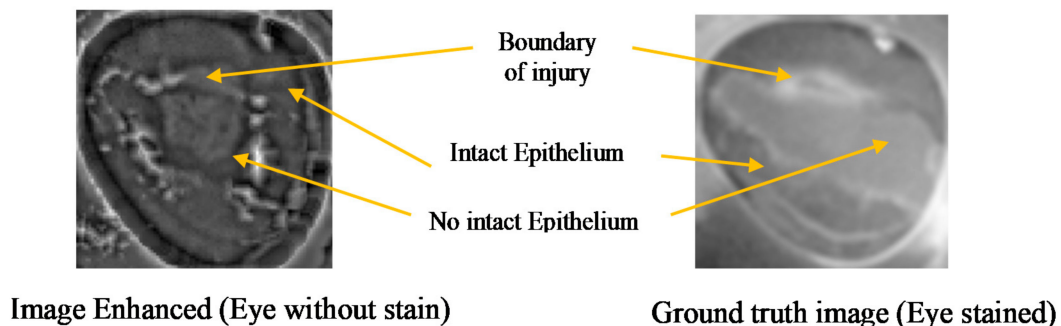 Boundary
of injury
Intact Epithelium
No intact Epithelium
Image Enhanced (Eye without stain)
Ground truth image (Eye stained)